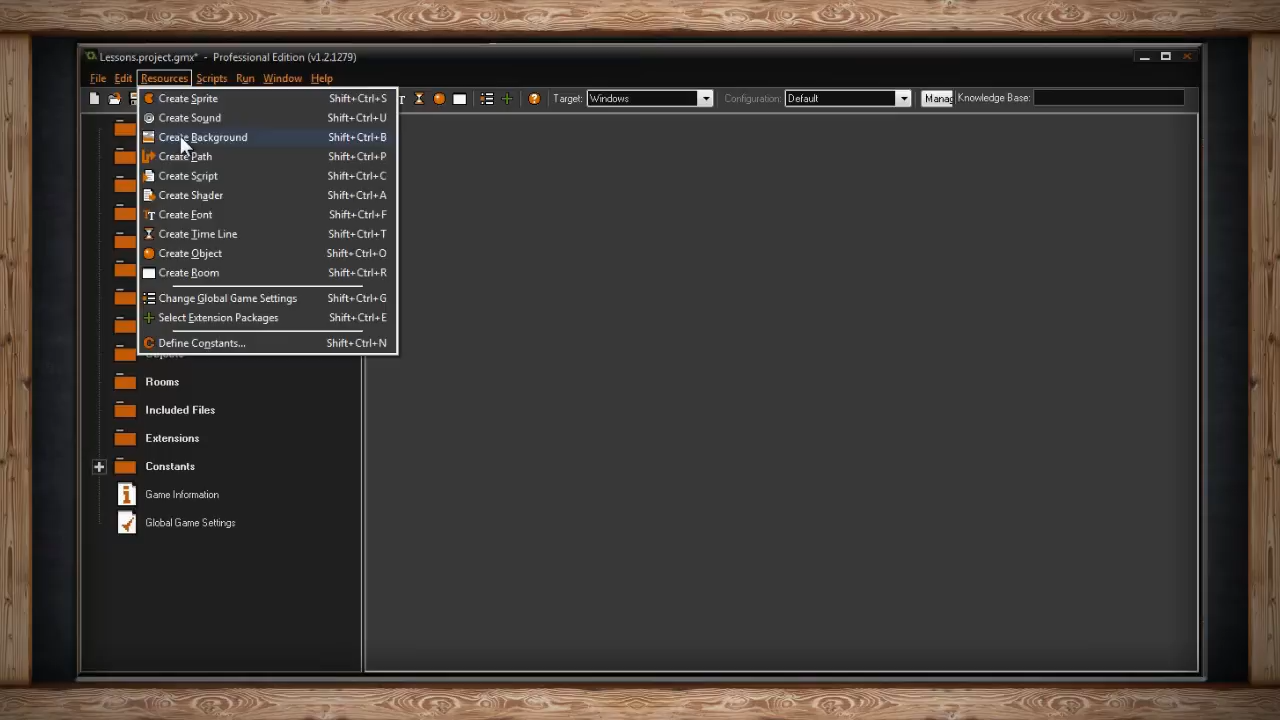 Lessons.project.gmx* - Professional Edition (v1.2.1279)
File Edit Resources Scripts Run Window Help
Target: Windows Configuration: Default Manag Knowledge Base:
Create Sprite Shift+Ctrl+S
Create Sound Shift+Ctrl+U
Create Background Shift+Ctrl+B
Create Path Shift+Ctrl+P
Create Script Shift+Ctrl+C
Create Shader Shift+Ctrl+A
Create Font Shift+Ctrl+F
Create Time Line Shift+Ctrl+T
Create Object Shift+Ctrl+O
Create Room Shift+Ctrl+R
Change Global Game Settings Shift+Ctrl+G
Select Extension Packages Shift+Ctrl+E
Define Constants... Shift+Ctrl+N
Objects
Rooms
Included Files
Extensions
Constants
Game Information
Global Game Settings